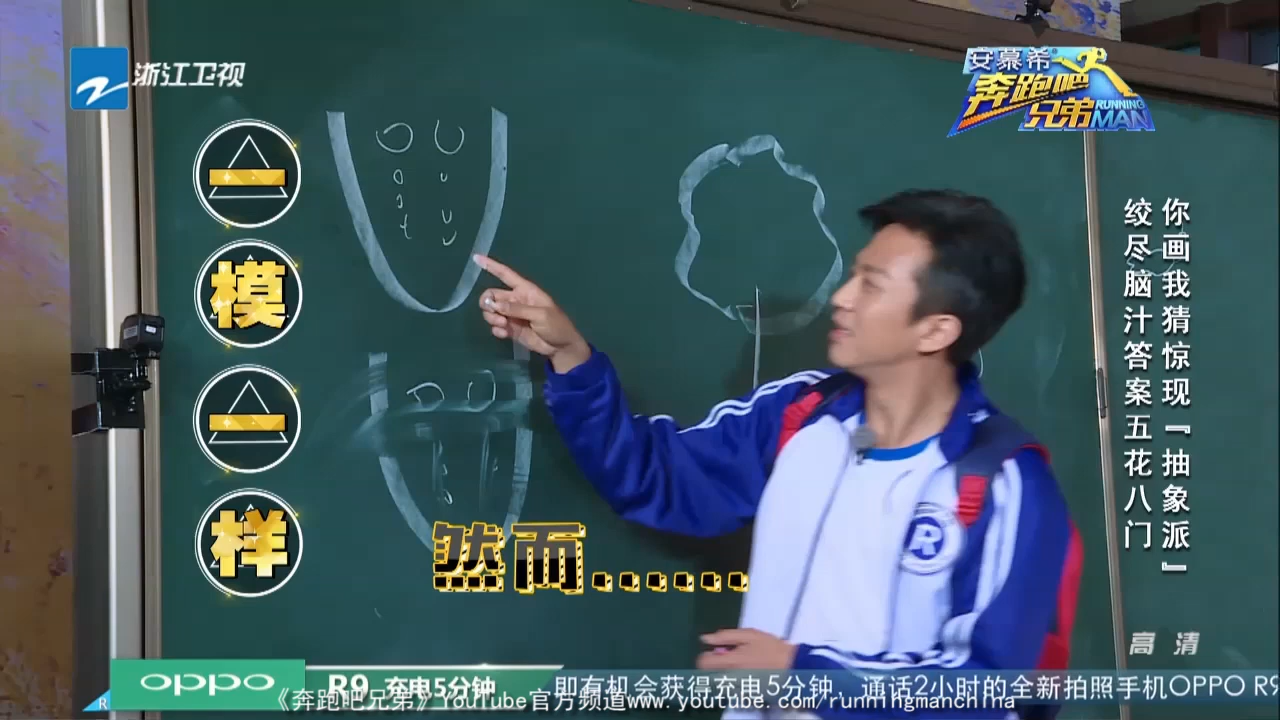 浙江卫视
安慕希
奔跑吧
兄弟
RUNNING
MAN
一
模
一
样
你画我猜惊现『抽象派』
绞尽脑汁答案五花八门
R
然而.......
高清
oppo
R9 充电5分钟
即有机会获得充电5分钟，通话2小时的全新拍照手机OPPO R9
《奔跑吧兄弟》YouTube官方频道www.youtube.com/runningmanchina
R